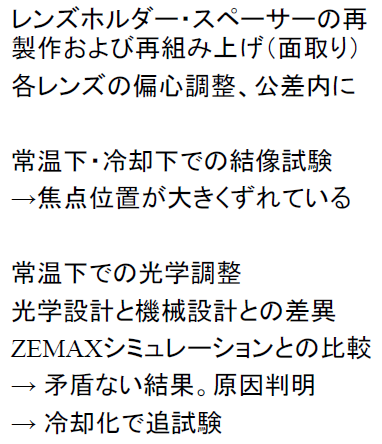 レンズホルダー・スペーサーの再
製作および再組み上げ（面取り）
各レンズの偏心調整、公差内に
常温下・冷却下での結像試験
→焦点位置が大きくずれている
常温下での光学調整
光学設計と機械設計との差異
ZEMAXシミュレーションとの比較
→ 矛盾ない結果。原因判明
→ 冷却化で追試験